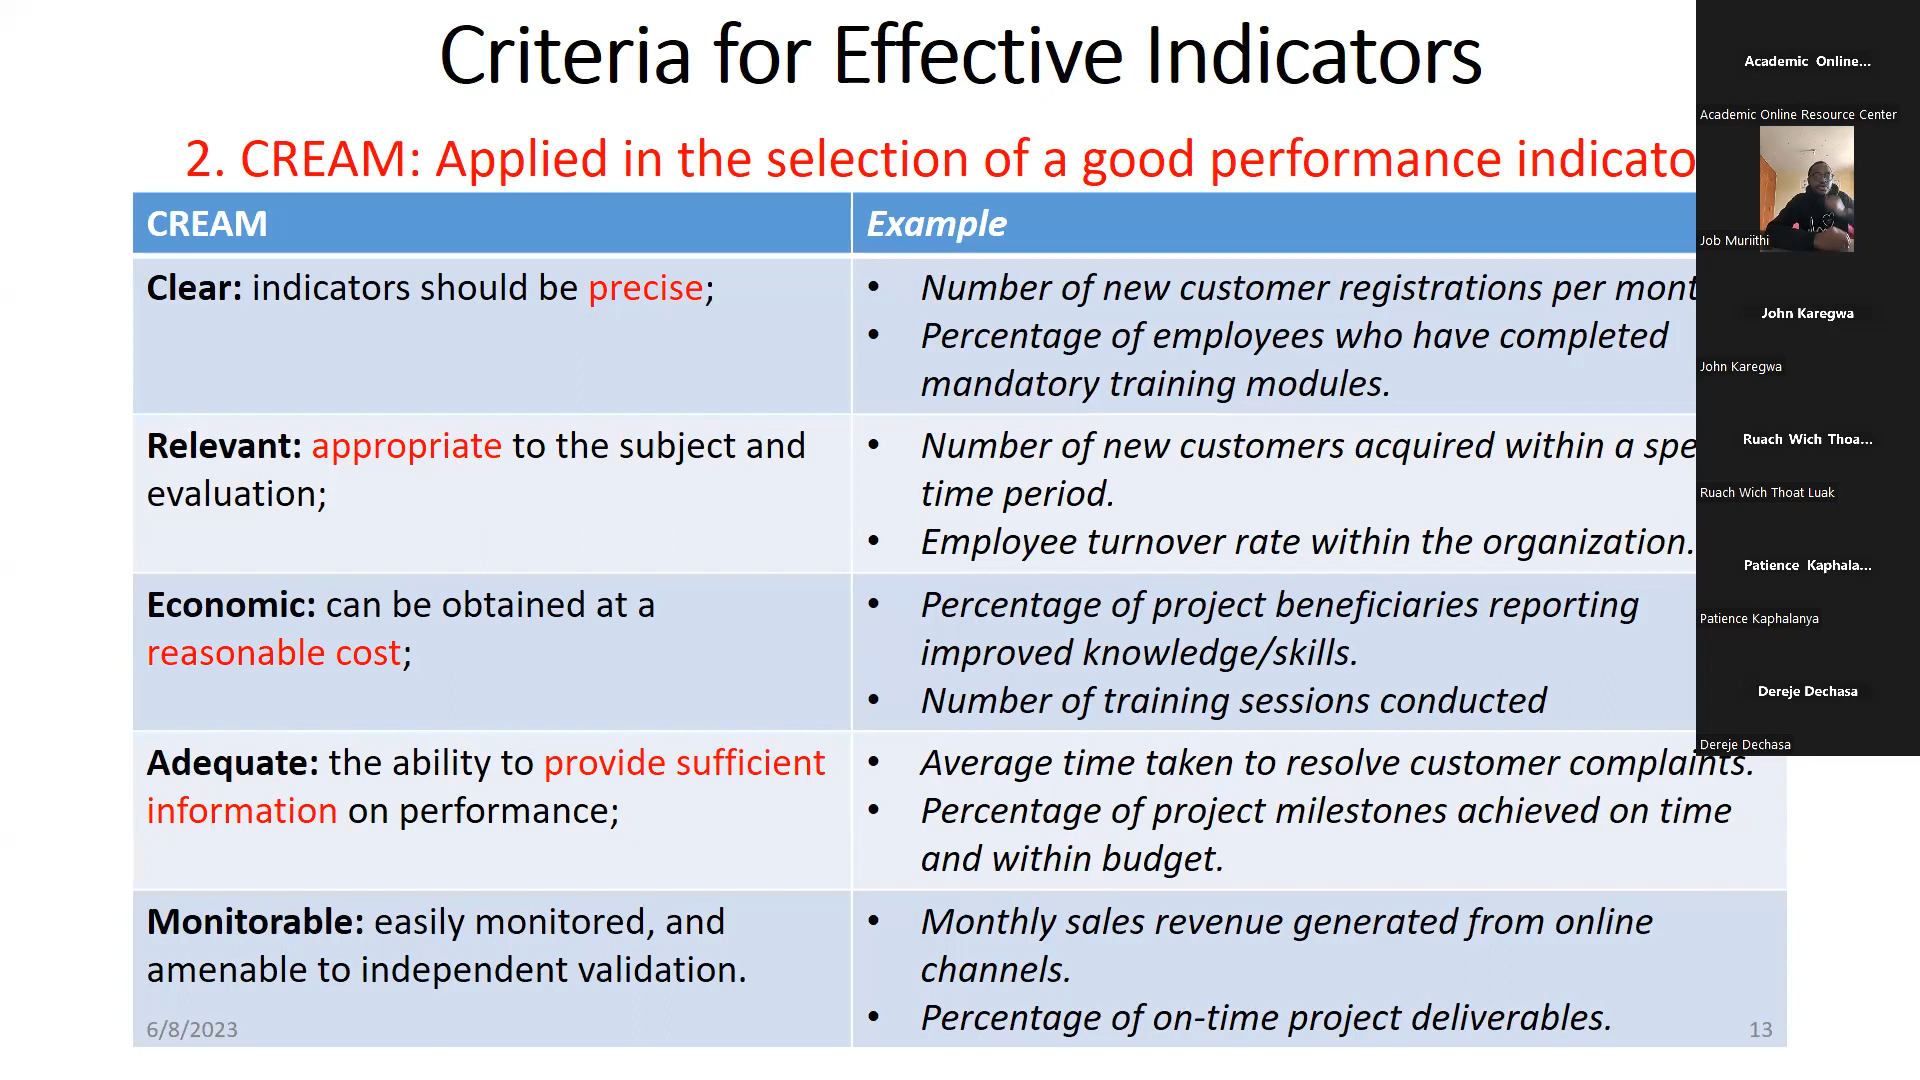 Criteria for Effective Indicators
2. CREAM: Applied in the selection of a good performance indicato
CREAM
Example
Clear: indicators should be precise;
• Number of new customer registrations per mont
• Percentage of employees who have completed
mandatory training modules.
Relevant: appropriate to the subject and
evaluation;
• Number of new customers acquired within a spe
time period.
• Employee turnover rate within the organization.
Economic: can be obtained at a
reasonable cost;
• Percentage of project beneficiaries reporting
improved knowledge/skills.
• Number of training sessions conducted
Adequate: the ability to provide sufficient
information on performance;
• Average time taken to resolve customer complaints.
• Percentage of project milestones achieved on time
and within budget.
Monitorable: easily monitored, and
amenable to independent validation.
• Monthly sales revenue generated from online
channels.
• Percentage of on-time project deliverables.
6/8/2023
13
Academic Online...
Academic Online Resource Center
Job Muriithi
John Karegwa
John Karegwa
Ruach Wich Thoa...
Ruach Wich Thoat Luak
Patience Kaphala...
Patience Kaphalanya
Dereje Dechasa
Dereje Dechasa